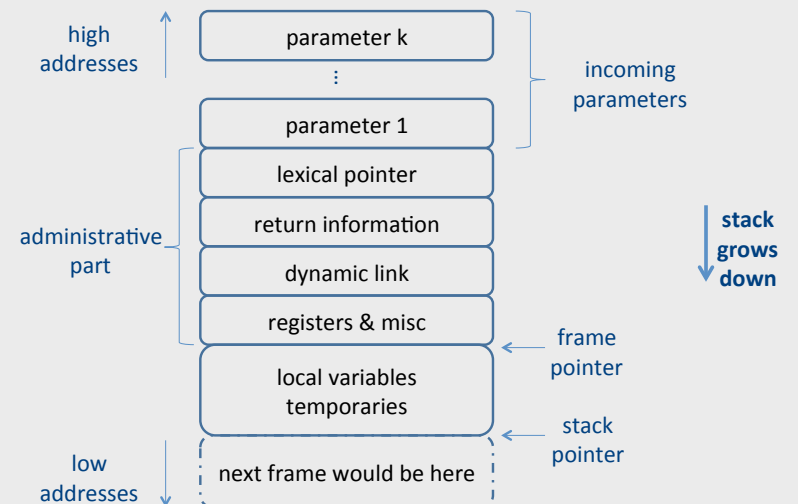 high
addresses
parameter k
...
incoming
parameters
parameter 1
lexical pointer
administrative
part
return information
stack
grows
down
dynamic link
registers & misc
frame
pointer
local variables
temporaries
stack
pointer
low
addresses
next frame would be here